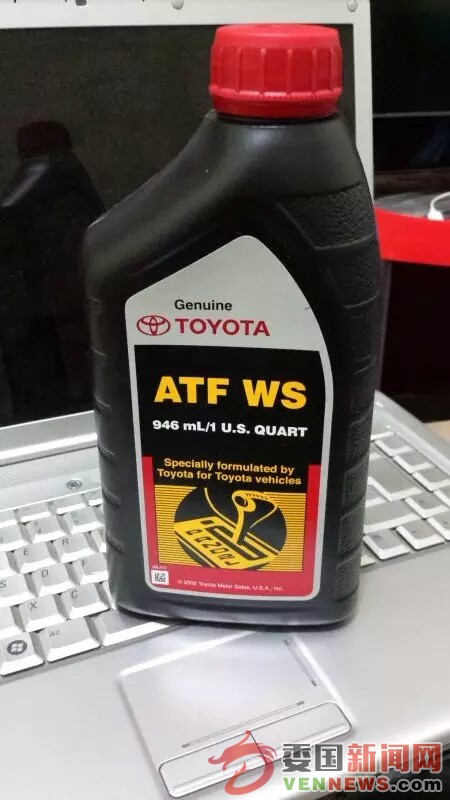 Genuine
TOYOTA
ATF WS
946 mL/1 U.S. QUART
Specially formulated by
Toyota for Toyota vehicles
© 2002 Toyota Motor Sales, U.S.A., Inc.
Alt
委国新闻网
VENNEWS.com